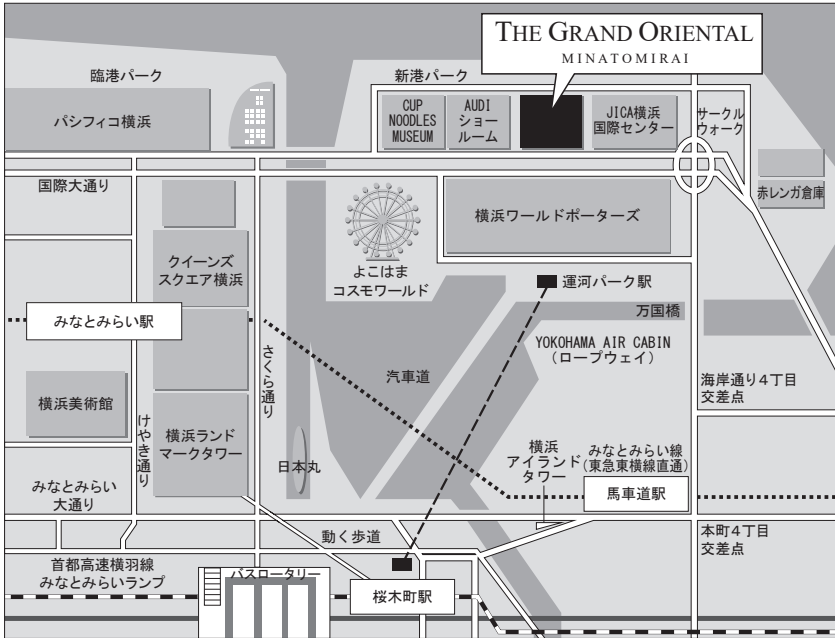 THE GRAND ORIENTAL
MINATOMIRAI
臨港パーク
新港パーク
パシフィコ横浜
CUP
NOODLES
MUSEUM
AUDI
ショー
ルーム
JICA横浜
国際センター
サークル
ウォーク
国際大通り
赤レンガ倉庫
横浜ワールドポーターズ
クイーンズ
スクエア横浜
よこはま
コスモワールド
運河パーク駅
万国橋
みなとみらい駅
YOKOHAMA AIR CABIN
(ロープウェイ)
さくら通り
汽車道
海岸通り4丁目
交差点
横浜美術館
けやき通り
横浜ランド
マークタワー
日本丸
横浜
アイランド
タワー
みなとみらい線
(東急東横線直通)
馬車道駅
みなとみらい
大通り
動く歩道
本町4丁目
交差点
首都高速横羽線
みなとみらいランプ
バスロータリー
桜木町駅